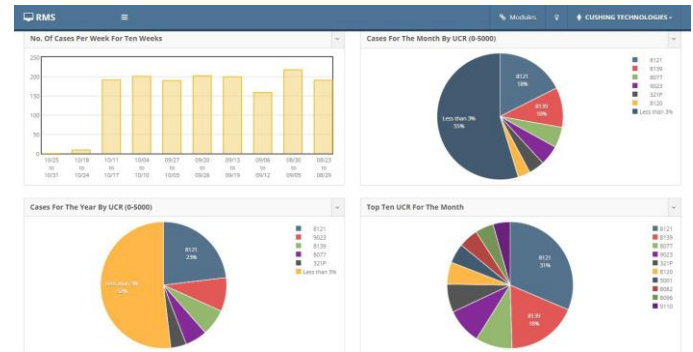 RMS
Modules
CUSHING TECHNOLOGIES
No. Of Cases Per Week For Ten Weeks
250
200
150
100
50
0
10/25 to 10/31
10/18 to 10/24
10/11 to 10/17
10/04 to 10/10
09/27 to 10/03
09/20 to 09/26
09/13 to 09/19
09/06 to 09/12
08/30 to 09/05
08/23 to 08/29
Cases For The Month By UCR (0-5000)
8121
18%
8139
10%
Less than 3%
55%
8121
8139
8077
9023
321P
8120
Less than 3%
Cases For The Year By UCR (0-5000)
8121
23%
Less than 3%
8121
9023
8139
8077
321P
Less than 3%
Top Ten UCR For The Month
8121
31%
8139
8121
8139
8077
9023
321P
8120
8082
8086
8110